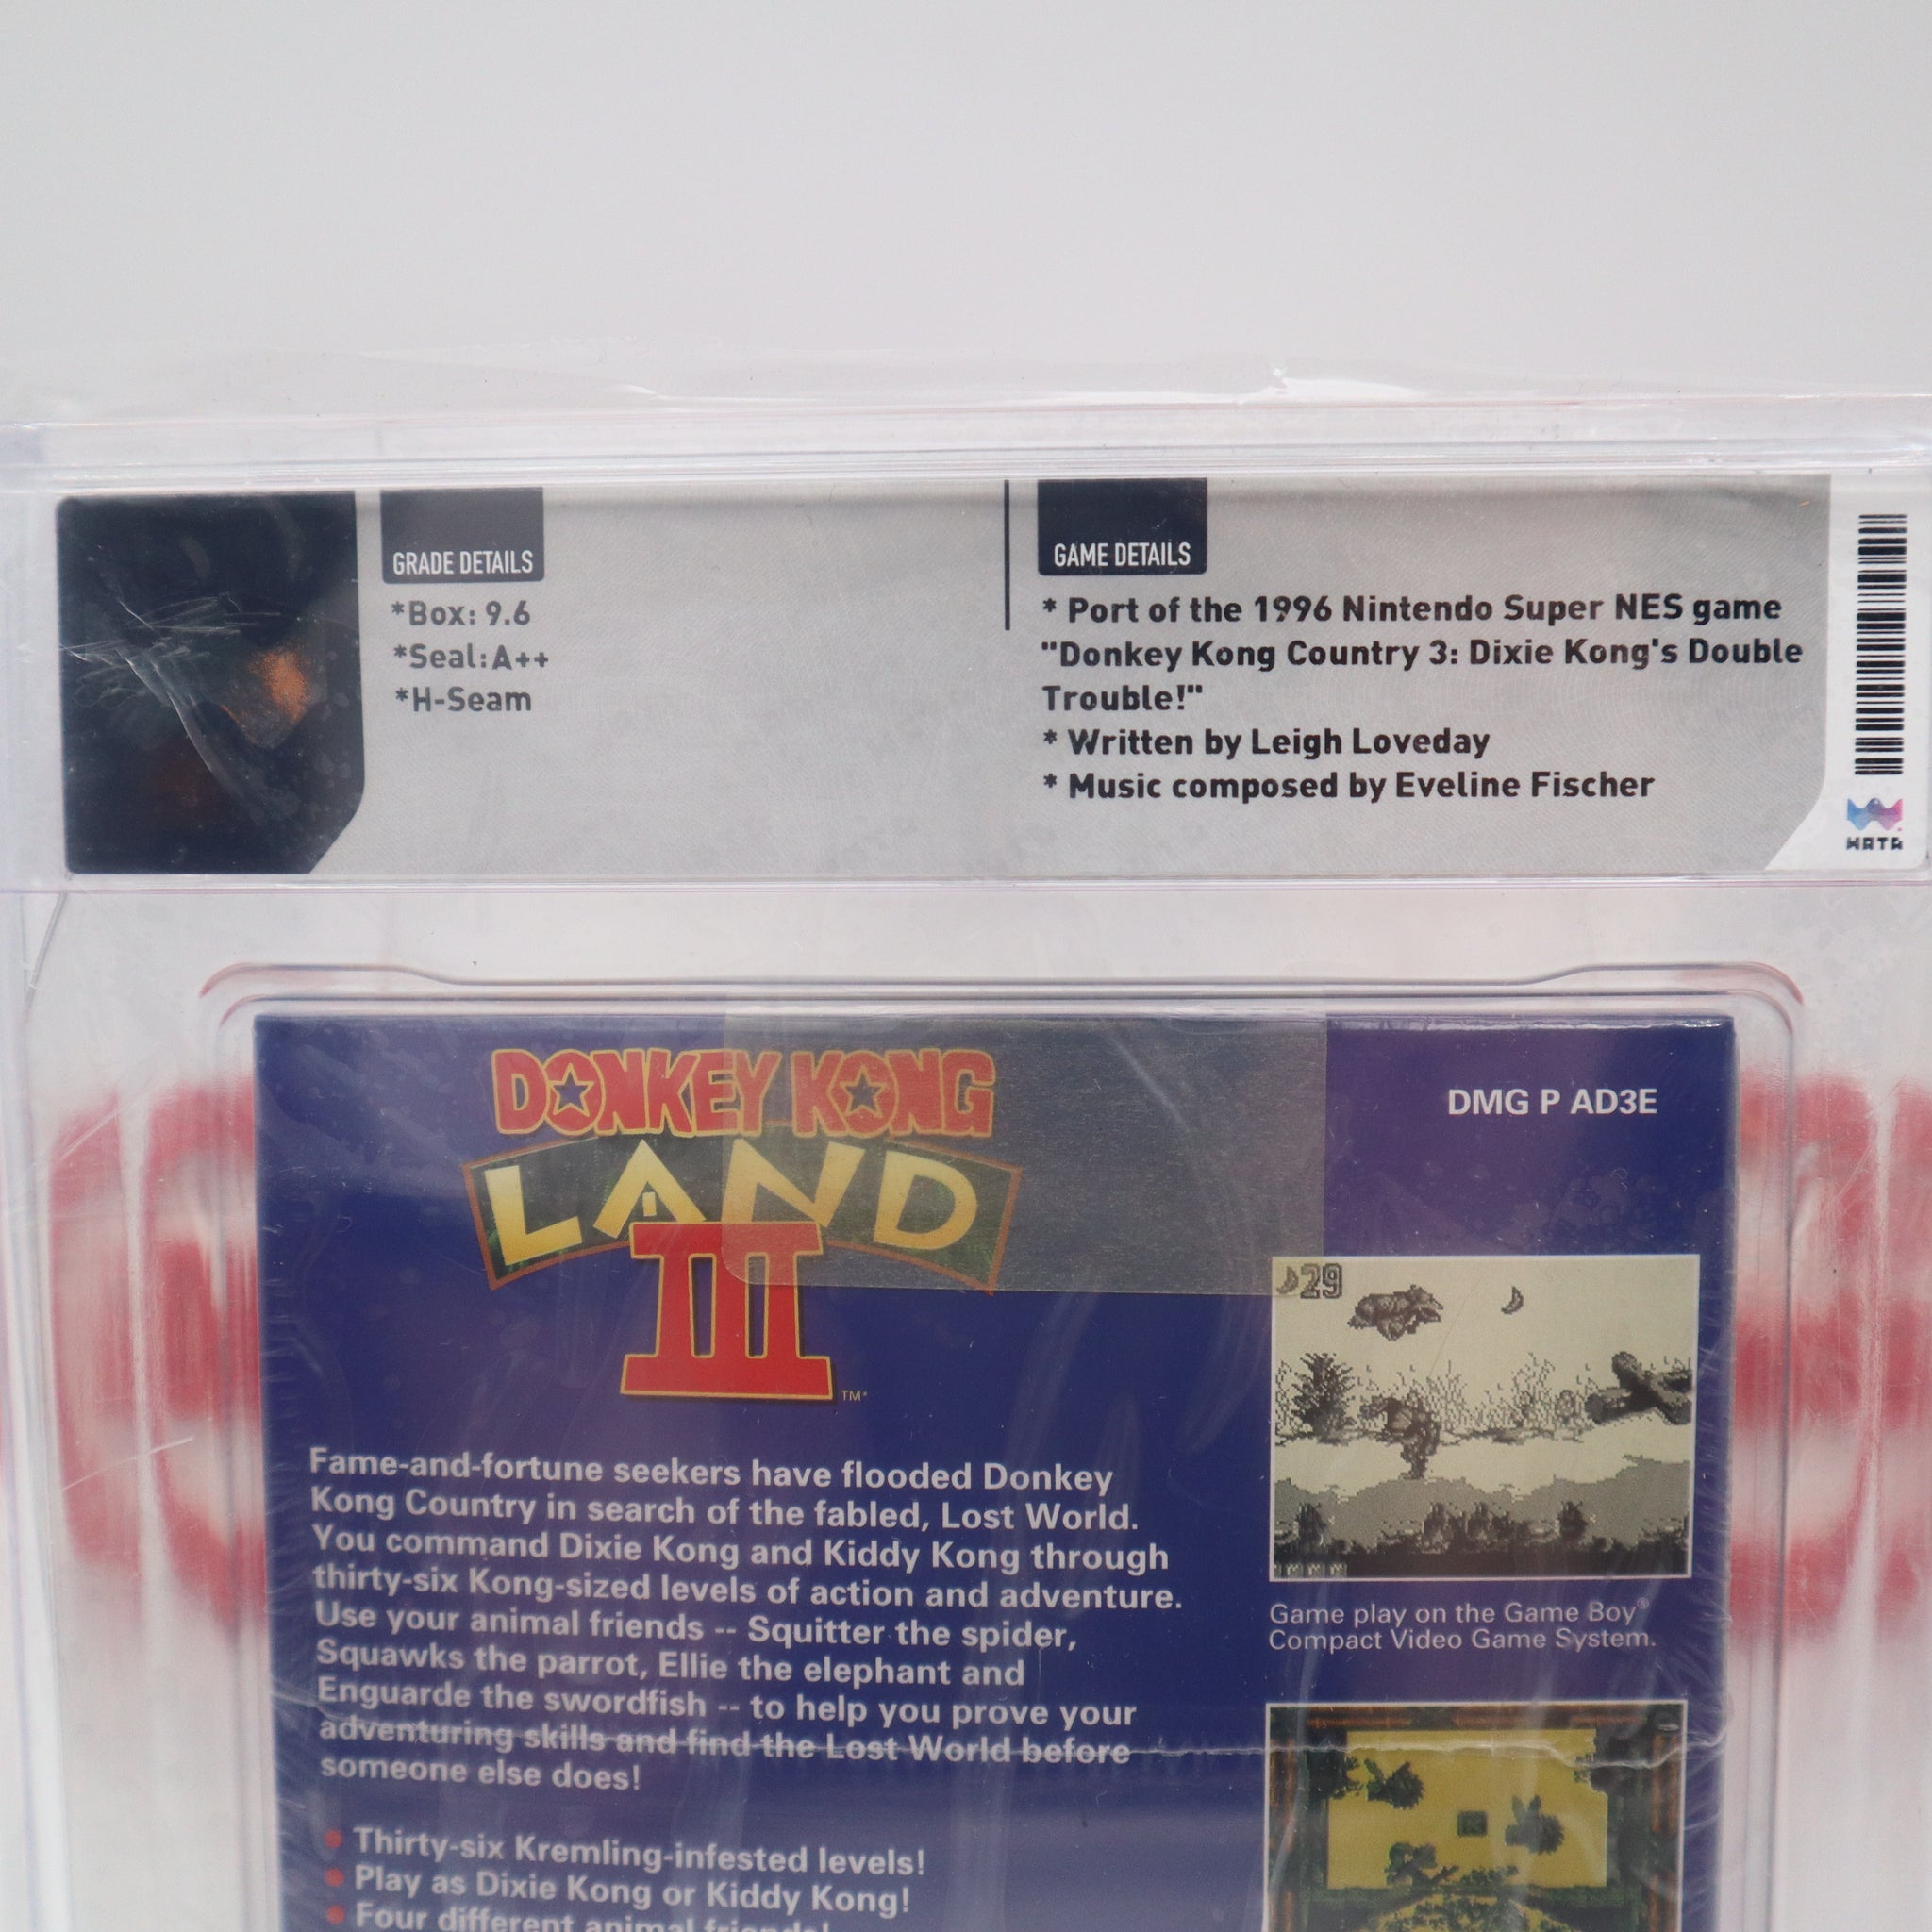 GRADE DETAILS
*Box: 9.6
*Seal:A++
*H-Seam
GAME DETAILS
* Port of the 1996 Nintendo Super NES game
"Donkey Kong Country 3: Dixie Kong's Double
Trouble!"
* Written by Leigh Loveday
* Music composed by Eveline Fischer
WATA
DONKEY KONG
LAND
III
TM*
DMG P AD3E
29
Fame-and-fortune seekers have flooded Donkey
Kong Country in search of the fabled, Lost World.
You command Dixie Kong and Kiddy Kong through
thirty-six Kong-sized levels of action and adventure.
Use your animal friends -- Squitter the spider,
Squawks the parrot, Ellie the elephant and
Enguarde the swordfish -- to help you prove your
adventuring skills and find the Lost World before
someone else does!
Game play on the Game Boy®
Compact Video Game System.
• Thirty-six Kremling-infested levels!
• Play as Dixie Kong or Kiddy Kong!
• Four different animal friends!